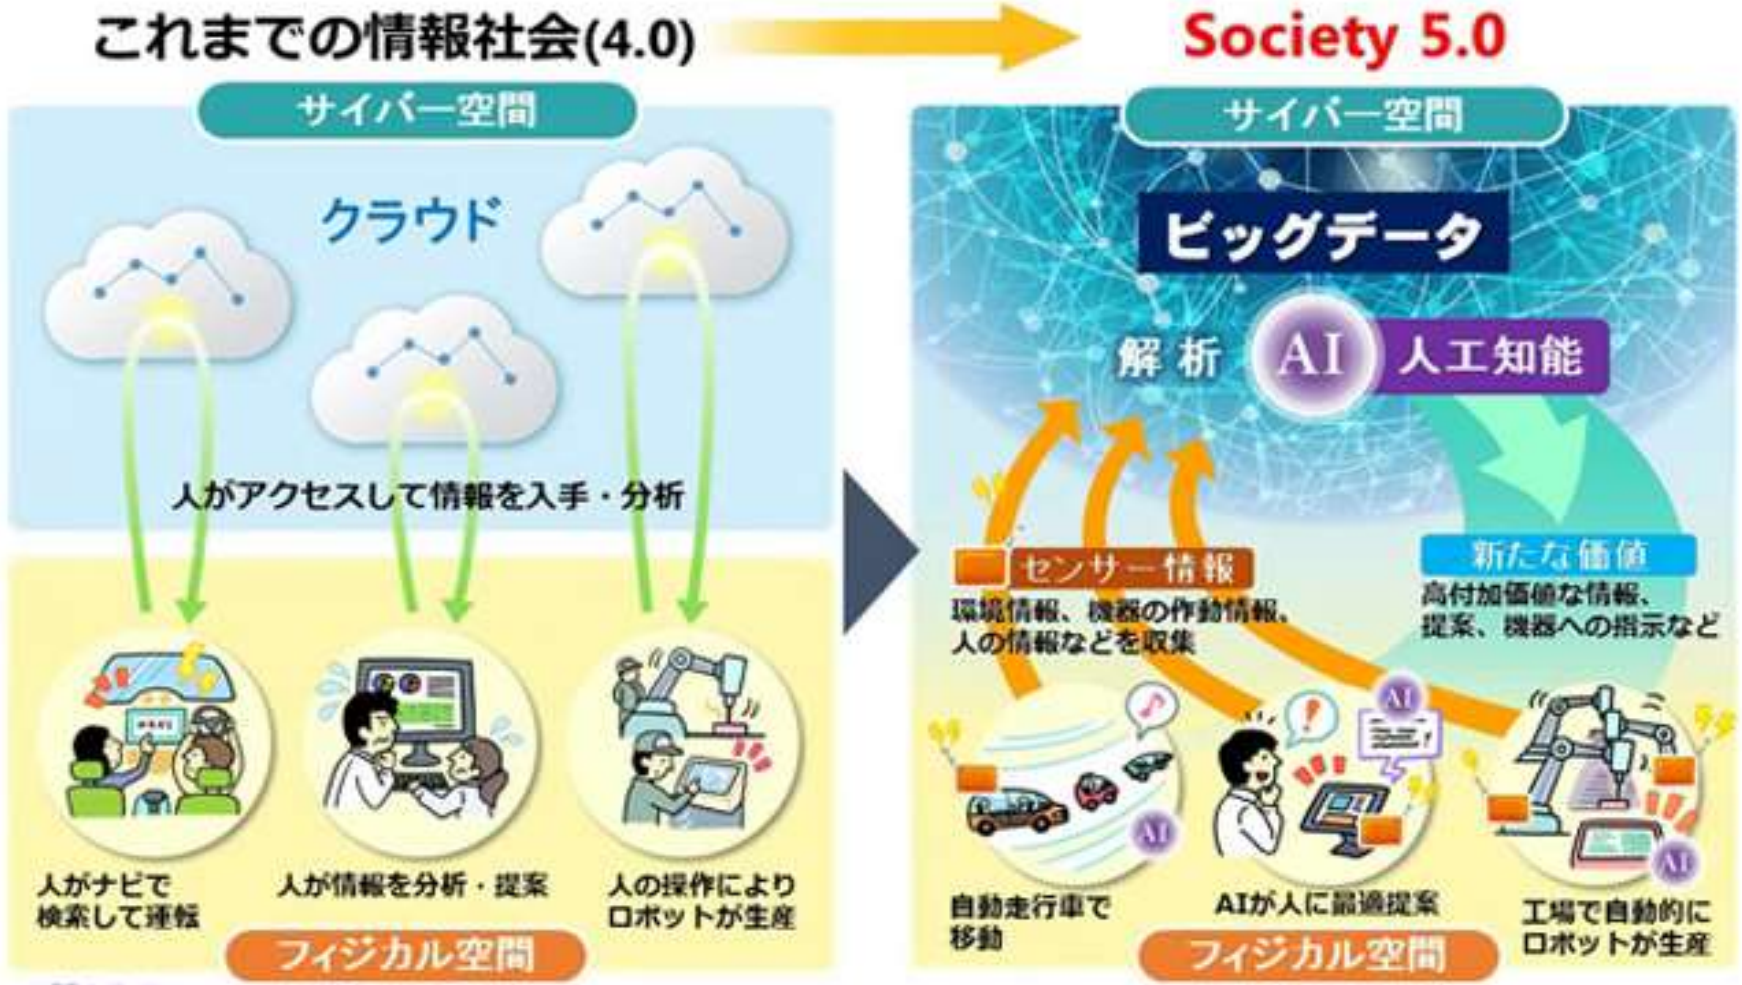 これまでの情報社会(4.0)
Society 5.0
サイバー空間
クラウド
人がアクセスして情報を入手・分析
人がナビで
検索して運転
人が情報を分析・提案
人の操作により
ロボットが生産
フィジカル空間
サイバー空間
ビッグデータ
解析
AI
人工知能
センサー情報
環境情報、機器の作動情報、
人の情報などを収集
新たな価値
高付加価値な情報、
提案、機器への指示など
AI
AI
AI
自動走行車で
移動
AIが人に最適提案
工場で自動的に
ロボットが生産
フィジカル空間